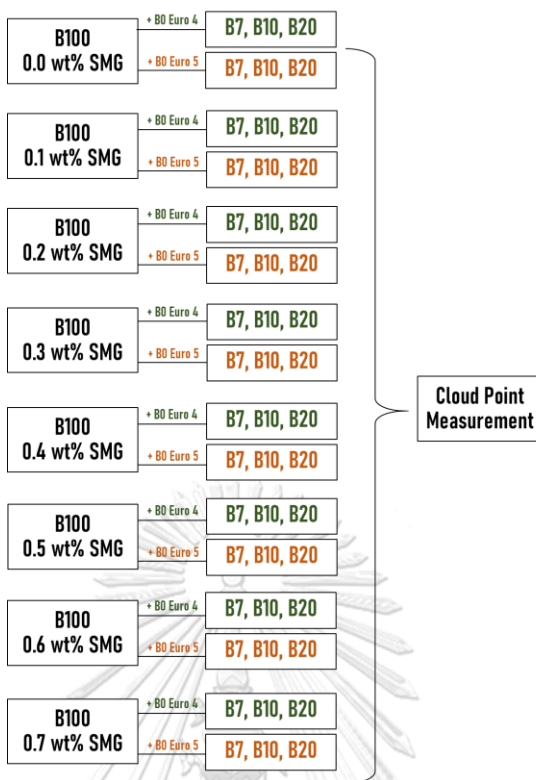 + B0 Euro 4
B7, B10, B20
B100
0.0 wt% SMG
+ B0 Euro 5
B7, B10, B20
+ B0 Euro 4
B7, B10, B20
B100
0.1 wt% SMG
+ B0 Euro 5
B7, B10, B20
+ B0 Euro 4
B7, B10, B20
B100
0.2 wt% SMG
+ B0 Euro 5
B7, B10, B20
+ B0 Euro 4
B7, B10, B20
B100
0.3 wt% SMG
+ B0 Euro 5
B7, B10, B20
Cloud Point
Measurement
+ B0 Euro 4
B7, B10, B20
B100
0.4 wt% SMG
+ B0 Euro 5
B7, B10, B20
+ B0 Euro 4
B7, B10, B20
B100
0.5 wt% SMG
+ B0 Euro 5
B7, B10, B20
+ B0 Euro 4
B7, B10, B20
B100
0.6 wt% SMG
+ B0 Euro 5
B7, B10, B20
+ B0 Euro 4
B7, B10, B20
B100
0.7 wt% SMG
+ B0 Euro 5
B7, B10, B20